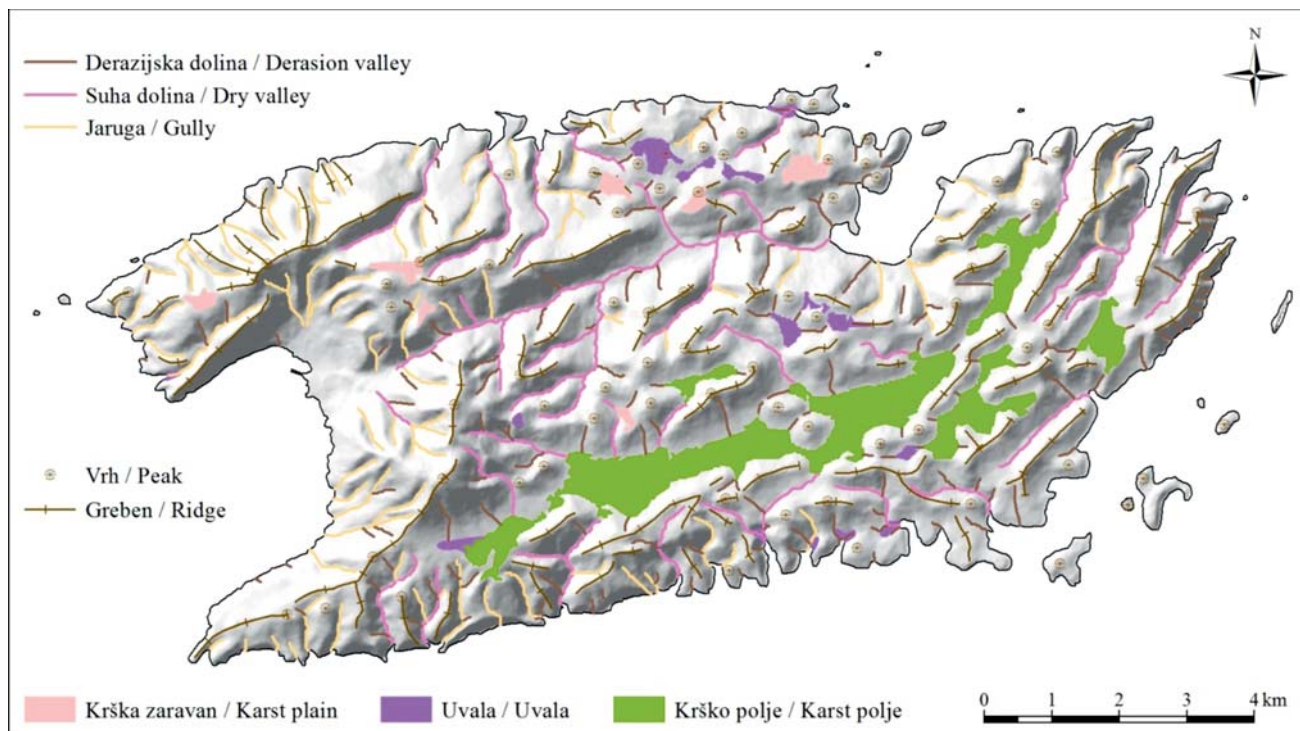 N
Derazijska dolina / Derasion valley
Suha dolina / Dry valley
Jaruga / Gully
Vrh / Peak
Greben / Ridge
Krška zaravan / Karst plain
Uvala / Uvala
Krško polje / Karst polje
0 1 2 3 4 km